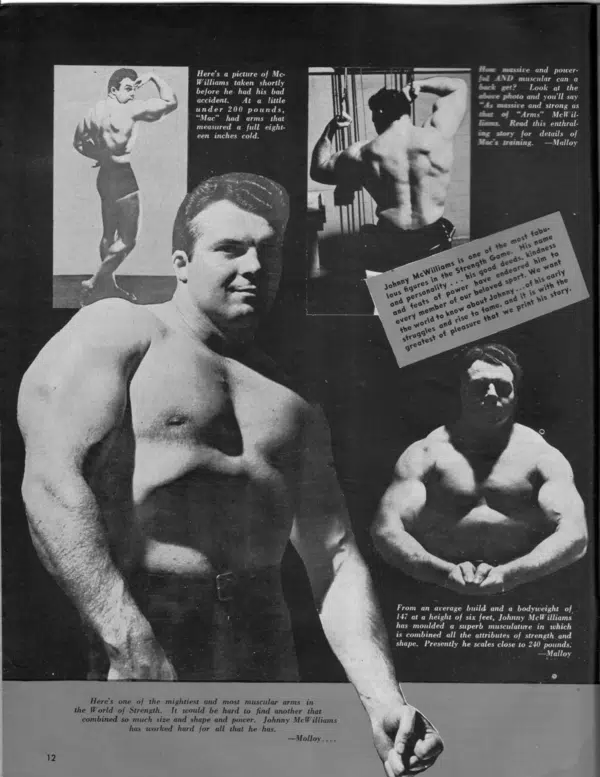 Here's a picture of Mc-
Williams taken shortly
before he had his bad
accident. At a little
under 200 pounds,
"Mac" had arms that
measured a full eight-
een inches cold.
How massive and power-
ful AND muscular can a
back get? Look at the
above photo and you'll say
"As massive and strong as
that of "Arms" McWil-
liams. Read this enthral-
ing story for details of
Mac's training. —Malloy
Johnny McWilliams is one of the most fabu-
lous figures in the Strength Game. His name
and personality . . . his good deeds, kindness
and feats of power have endeared him to
every member of our beloved sport. We want
the world to know about Johnny . . . of his early
struggles and rise to fame, and it is with the
greatest of pleasure that we print his story.
From an average build and a bodyweight of
147 at a height of six feet, Johnny McWilliams
has moulded a superb musculature in which
is combined all the attributes of strength and
shape. Presently he scales close to 240 pounds.
—Malloy
Here's one of the mightiest and most muscular arms in
the World of Strength. It would be hard to find another that
combined so much size and shape and power. Johnny McWilliams
has worked hard for all that he has.
—Malloy....
12